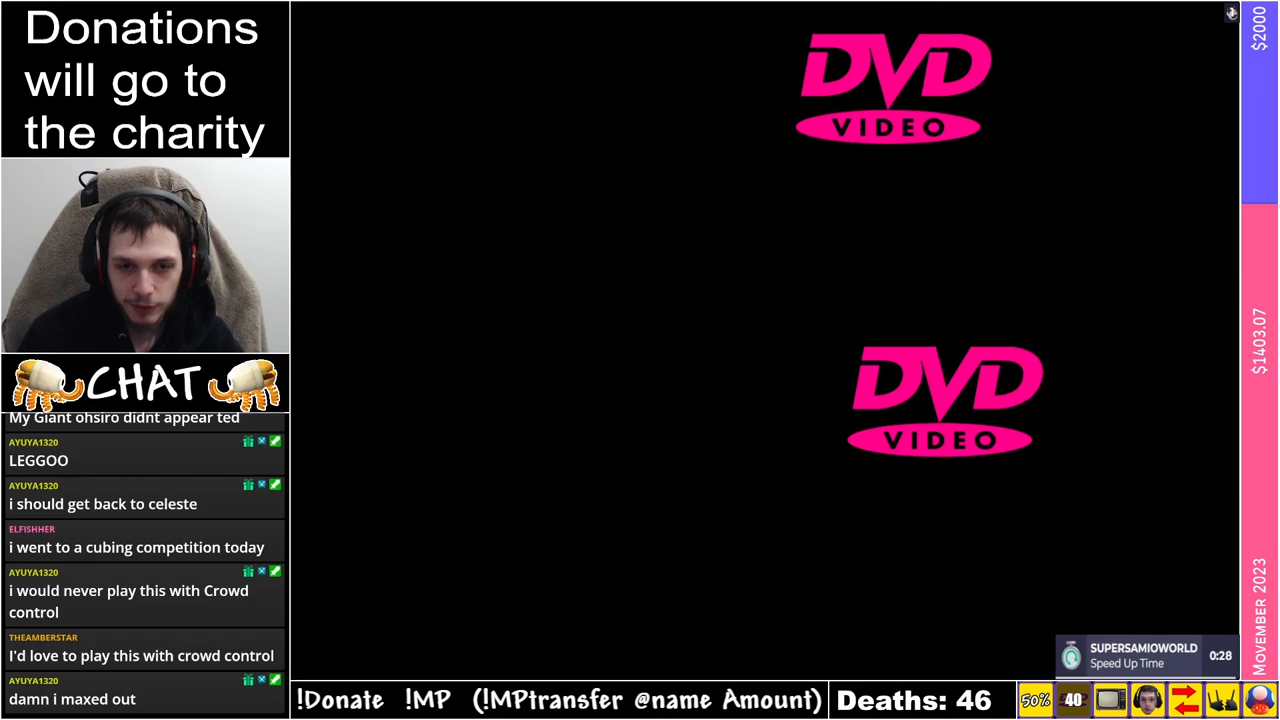 Donations
will go to
the charity
DVD
VIDEO
DVD
VIDEO
CHAT
My Giant ohsiro didnt appear ted
AYUYA1320
LEGGOO
AYUYA1320
i should get back to celeste
ELFISHHER
i went to a cubing competition today
AYUYA1320
i would never play this with Crowd
control
THEAMBERSTAR
I'd love to play this with crowd control
AYUYA1320
damn i maxed out
SUPERSAMIOWORLD
Speed Up Time
0:28
!Donate !MP (!MPtransfer @name Amount)
Deaths: 46
50%
40
$2000
$1403.07
MOVEMBER 2023